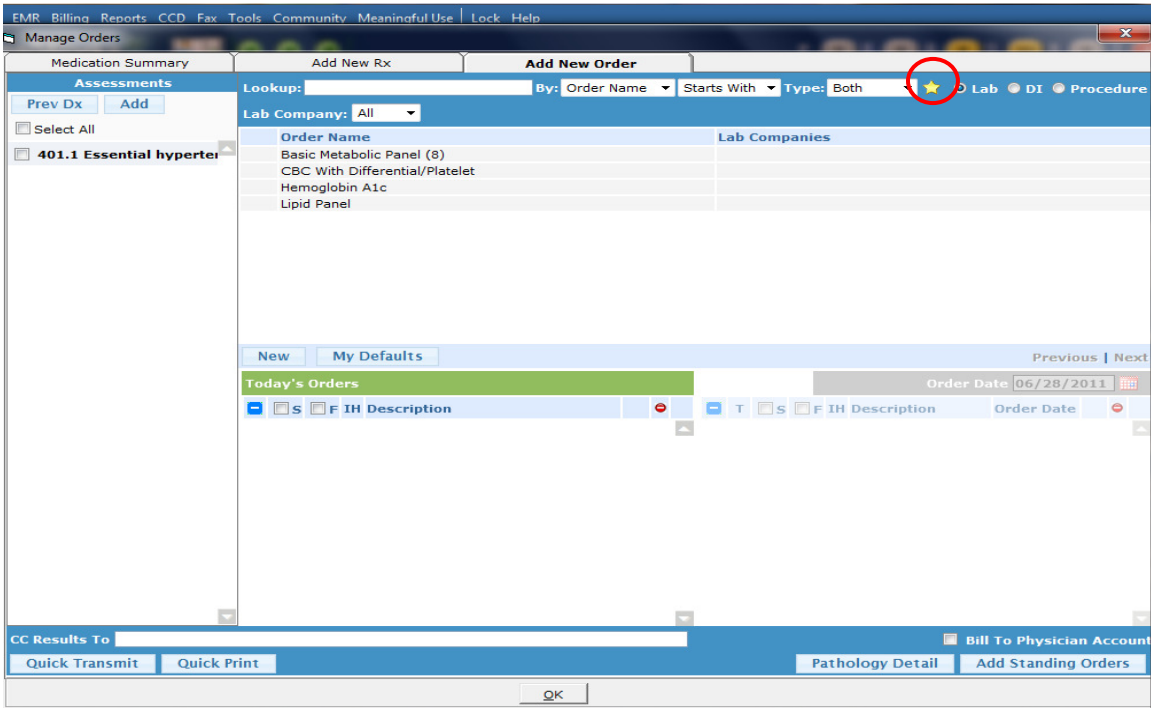 EMR Billing Reports CCD Fax Tools Community Meaningful Use Lock Help
Manage Orders
Medication Summary Add New Rx Add New Order
Assessments
Prev Dx Add
Select All
401.1 Essential hyperter
Lookup: By: Order Name Starts With Type: Both Lab DI Procedure
Lab Company: All
Order Name Lab Companies
Basic Metabolic Panel (8)
CBC With Differential/Platelet
Hemoglobin A1c
Lipid Panel
New My Defaults Previous | Next
Today's Orders Order Date 06/28/2011
S F IH Description T S F IH Description Order Date
CC Results To Bill To Physician Account
Quick Transmit Quick Print Pathology Detail Add Standing Orders
OK